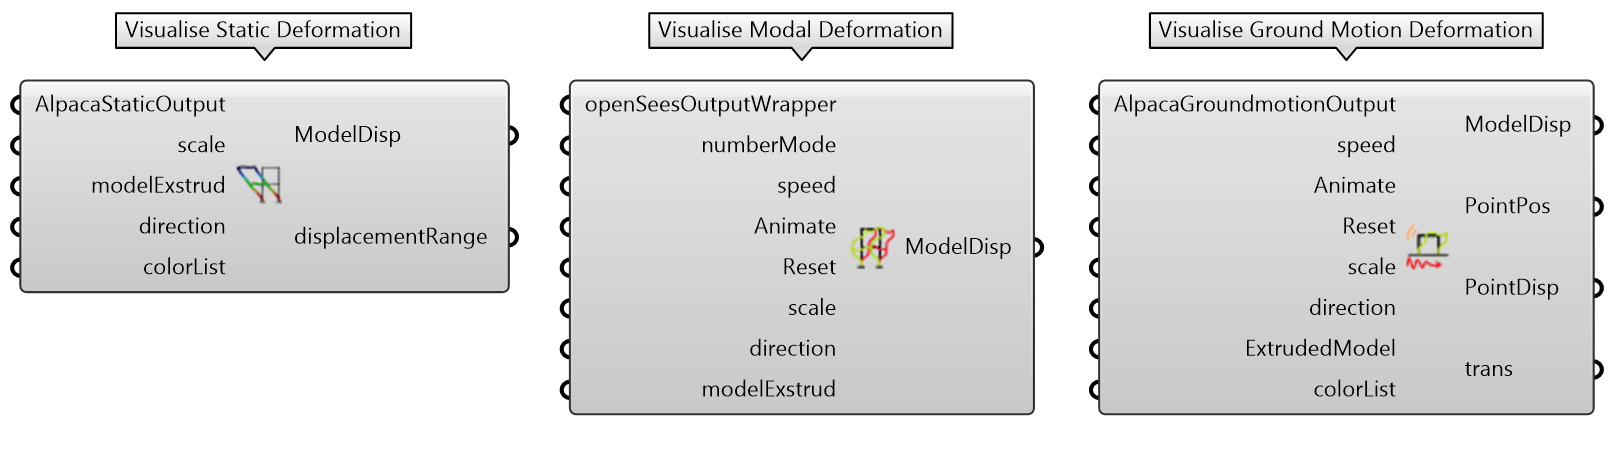 Visualise Static Deformation
AlpacaStaticOutput
scale
modelExstrud
direction
colorList
ModelDisp
displacementRange
Visualise Modal Deformation
openSeesOutputWrapper
numberMode
speed
Animate
Reset
scale
direction
modelExstrud
ModelDisp
Visualise Ground Motion Deformation
AlpacaGroundmotionOutput
speed
Animate
Reset
scale
direction
ExtrudedModel
colorList
ModelDisp
PointPos
PointDisp
trans